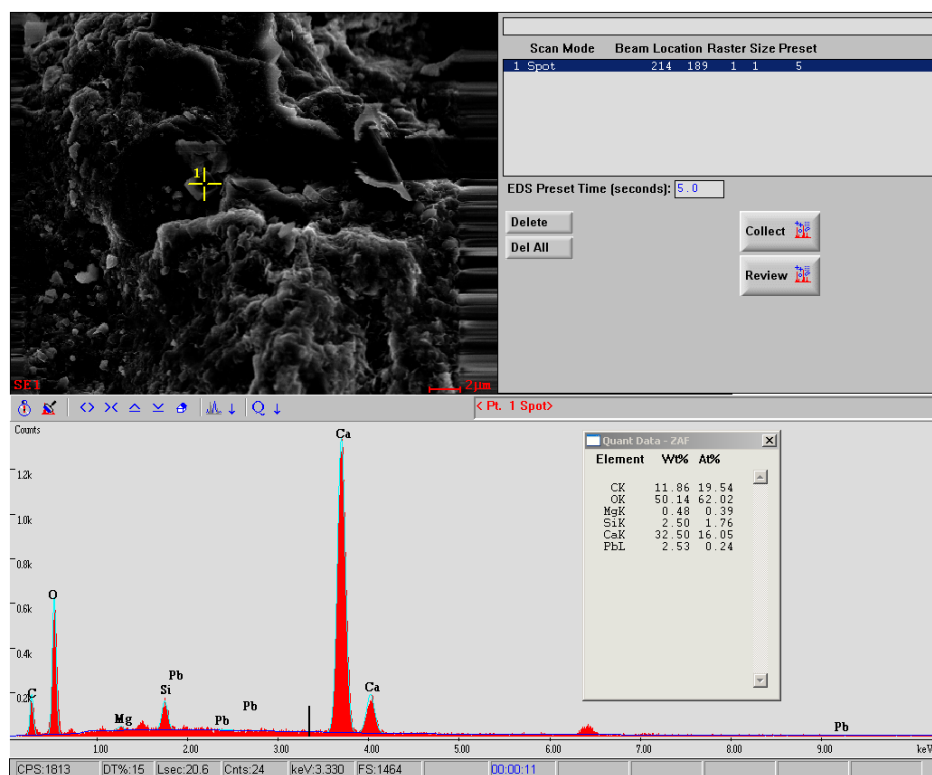 Scan Mode Beam Location Raster Size Preset
1 Spot 214 189 1 1 5
1
EDS Preset Time (seconds): 5.0
Delete
Del All
Collect
Review
SE1 2µm
< Pt. 1 Spot>
Counts
1.2k
1.0k
0.8k
0.6k
0.4k
0.2k
Ca
O
C
Mg
Si
Pb
Pb
Pb
Ca
Pb
1.00 2.00 3.00 4.00 6.00 7.00 8.00 9.00 keV
Quant Data - ZAF
Element Wt% At%
CK 11.86 19.54
OK 50.14 62.02
MgK 0.48 0.39
SiK 2.50 1.76
CaK 32.50 16.05
PbL 2.53 0.24
CPS:1813 DT%:15 Lsec:20.6 Cnts:24 keV:3.330 FS:1464 00:00:11